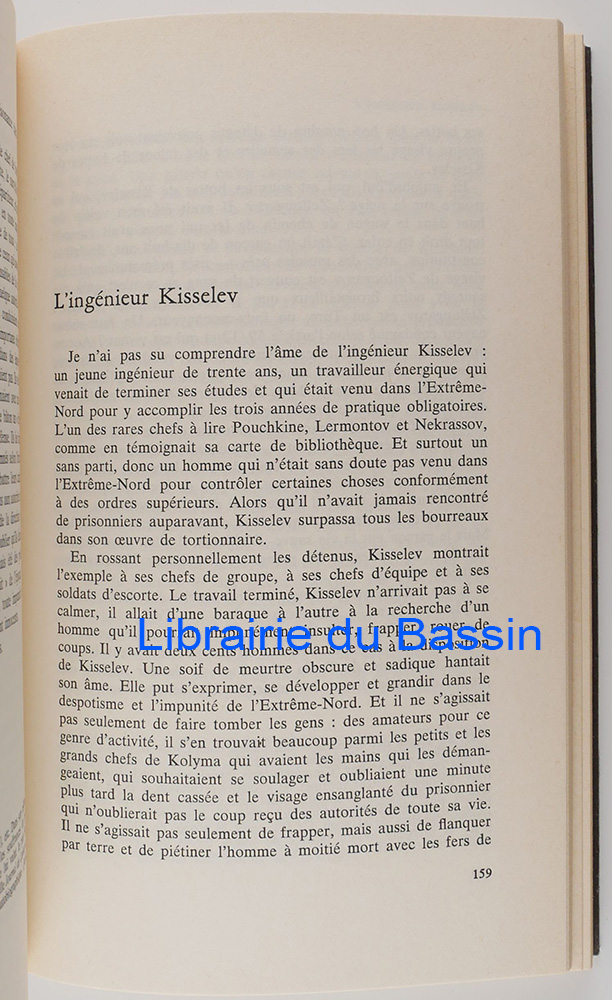 L'ingénieur Kisselev
Je n'ai pas su comprendre l'âme de l'ingénieur Kisselev :
un jeune ingénieur de trente ans, un travailleur énergique qui
venait de terminer ses études et qui était venu dans l'Extrême-
Nord pour y accomplir les trois années de pratique obligatoires.
L'un des rares chefs à lire Pouchkine, Lermontov et Nekrassov,
comme en témoignait sa carte de bibliothèque. Et surtout un
sans parti, donc un homme qui n'était sans doute pas venu dans
l'Extrême-Nord pour contrôler certaines choses conformément
à des ordres supérieurs. Alors qu'il n'avait jamais rencontré
de prisonniers auparavant, Kisselev surpassa tous les bourreaux
dans son œuvre de tortionnaire.
En rossant personnellement les détenus, Kisselev montrait
l'exemple à ses chefs de groupe, à ses chefs d'équipe et à ses
soldats d'escorte. Le travail terminé, Kisselev n'arrivait pas à se
calmer, il allait d'une baraque à l'autre à la recherche d'un
homme qu'il pourrait impunément insulter, frapper, rouer de
Librairie du Bassin
coups. Il y avait deux cents hommes dans ce cas à la disposition
de Kisselev. Une soif de meurtre obscure et sadique hantait
son âme. Elle put s'exprimer, se développer et grandir dans le
despotisme et l'impunité de l'Extrême-Nord. Et il ne s'agissait
pas seulement de faire tomber les gens : des amateurs pour ce
genre d'activité, il s'en trouvait beaucoup parmi les petits et les
grands chefs de Kolyma qui avaient les mains qui les déman-
geaient, qui souhaitaient se soulager et oubliaient une minute
plus tard la dent cassée et le visage ensanglanté du prisonnier
qui n'oublierait pas le coup reçu des autorités de toute sa vie.
Il ne s'agissait pas seulement de frapper, mais aussi de flanquer
par terre et de piétiner l'homme à moitié mort avec les fers de
159